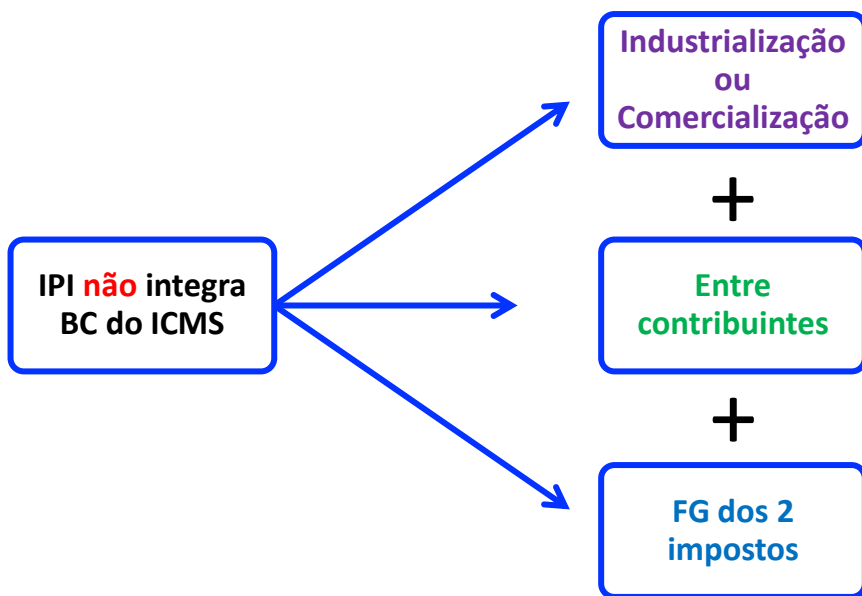 Industrialização
ou
Comercialização
+
IPI não integra
BC do ICMS
Entre
contribuintes
+
FG dos 2
impostos